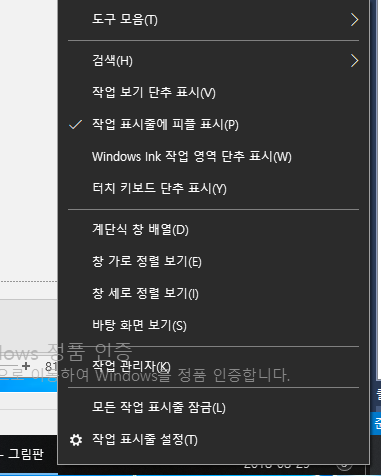 도구 모음(T)
검색(H)
작업 보기 단추 표시(V)
작업 표시줄에 피플 표시(P)
Windows Ink 작업 영역 단추 표시(W)
터치 키보드 단추 표시(Y)
계단식 창 배열(D)
창 가로 정렬 보기(E)
창 세로 정렬 보기(I)
바탕 화면 보기(S)
dows 정품 인증
+ 81
작업 관리자(K)
으로 이동하여 Windows를 정품 인증합니다.
모든 작업 표시줄 잠금(L)
작업 표시줄 설정(T)
- 그림판